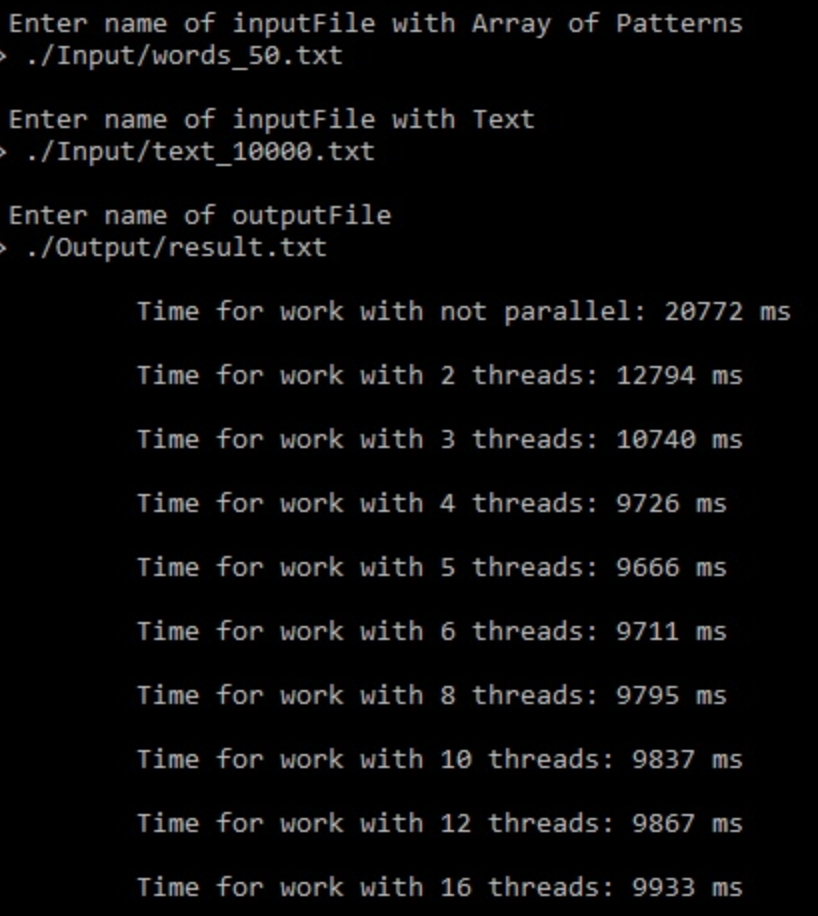 Enter name of inputFile with Array of Patterns
> ./Input/words_50.txt
Enter name of inputFile with Text
> ./Input/text_10000.txt
Enter name of outputFile
> ./Output/result.txt
Time for work with not parallel: 20772 ms
Time for work with 2 threads: 12794 ms
Time for work with 3 threads: 10740 ms
Time for work with 4 threads: 9726 ms
Time for work with 5 threads: 9666 ms
Time for work with 6 threads: 9711 ms
Time for work with 8 threads: 9795 ms
Time for work with 10 threads: 9837 ms
Time for work with 12 threads: 9867 ms
Time for work with 16 threads: 9933 ms